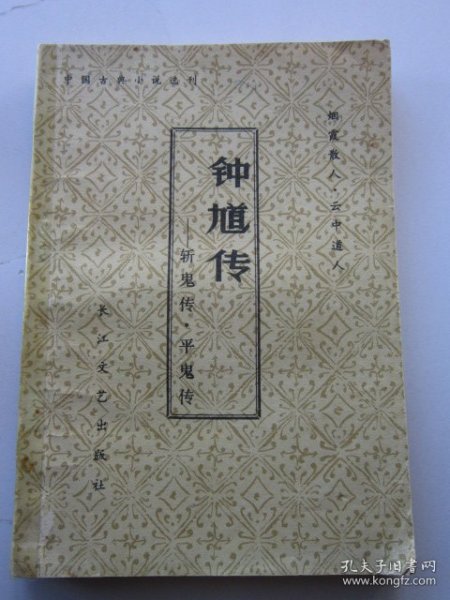 中国古典小说选刊
烟霞散人·云中道人
钟馗传
——斩鬼传·平鬼传
长江文艺出版社
孔夫子旧书网
www.kongfz.com